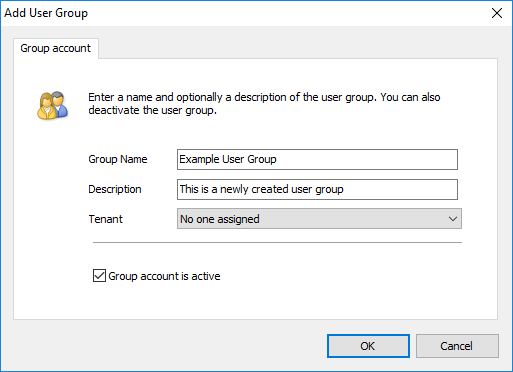 Add User Group
Group account
Enter a name and optionally a description of the user group. You can also
deactivate the user group.
Group Name Example User Group
Description This is a newly created user group
Tenant No one assigned
Group account is active
OK Cancel